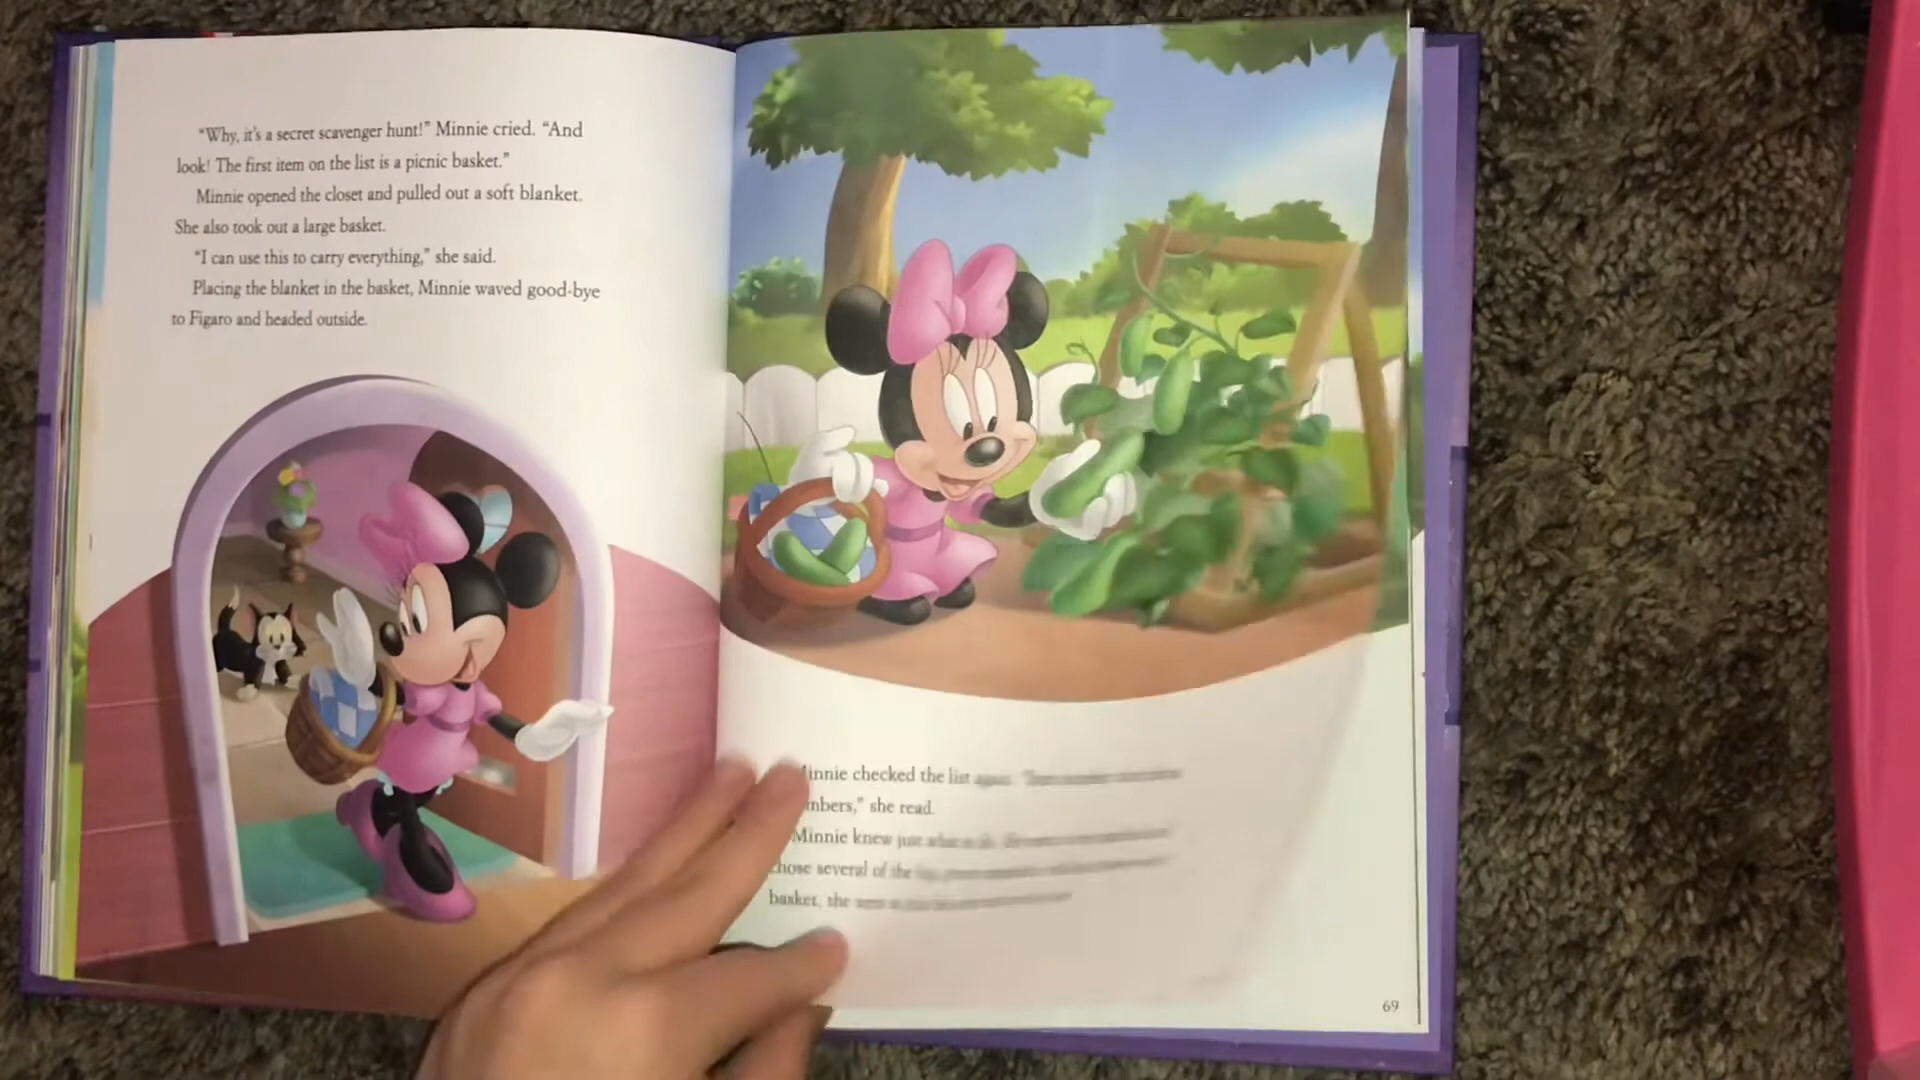 “Why, it’s a secret scavenger hunt!” Minnie cried. “And
look! The first item on the list is a picnic basket.”
Minnie opened the closet and pulled out a soft blanket.
She also took out a large basket.
“I can use this to carry everything,” she said.
Placing the blanket in the basket, Minnie waved good-bye
to Figaro and headed outside.
Minnie checked the list
mbers,” she read.
Minnie knew just
hose several of the
basket, she
69